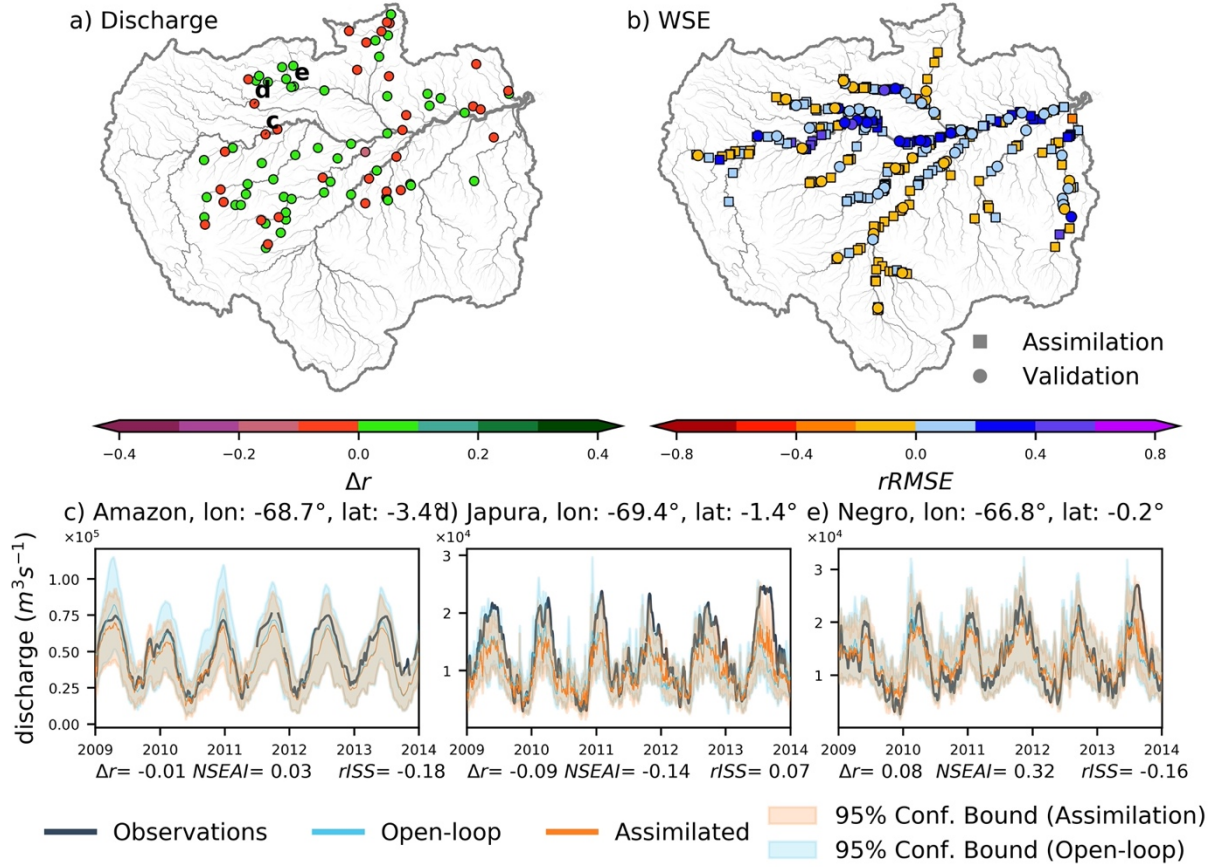 a) Discharge
b) WSE
e
d
c
Assimilation
Validation
−0.4 −0.2 0.0 0.2 0.4
−0.8 −0.4 0.0 0.4 0.8
Δr
rRMSE
c) Amazon, lon: -68.7°, lat: -3.4°
d) Japura, lon: -69.4°, lat: -1.4°
e) Negro, lon: -66.8°, lat: -0.2°
×10⁵
×10⁴
×10⁴
discharge (m³s⁻¹)
1.00
0.75
0.50
0.25
0.00
3
2
1
3
2
1
2009 2010 2011 2012 2013 2014
2009 2010 2011 2012 2013 2014
2009 2010 2011 2012 2013 2014
Δr= -0.01 NSEAI= 0.03 rISS= -0.18
Δr= -0.09 NSEAI= -0.14 rISS= 0.07
Δr= 0.08 NSEAI= 0.32 rISS= -0.16
Observations
Open-loop
Assimilated
95% Conf. Bound (Assimilation)
95% Conf. Bound (Open-loop)